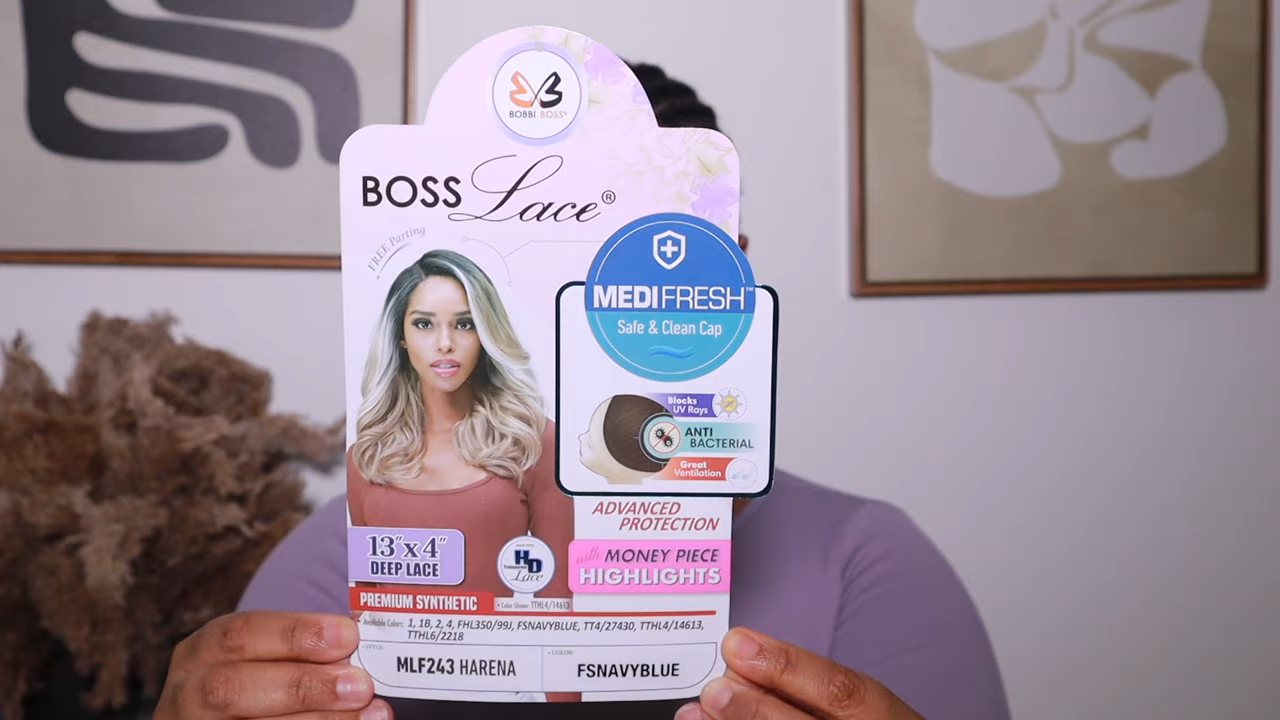 BOBBI BOSS®
BOSS Lace®
FREE Parting
MEDIFRESH™
Safe & Clean Cap
Blocks
UV Rays
ANTI
BACTERIAL
Great
Ventilation
ADVANCED
PROTECTION
with MONEY PIECE
HIGHLIGHTS
13"x4"
DEEP LACE
HD
Lace
PREMIUM SYNTHETIC
• Color Shown: TTHL4/14613
• Available Colors: 1, 1B, 2, 4, FHL350/99J, FSNAVYBLUE, TT4/27430, TTHL4/14613,
TTHL6/2218
• STYLE:
MLF243 HARENA
• COLOR:
FSNAVYBLUE